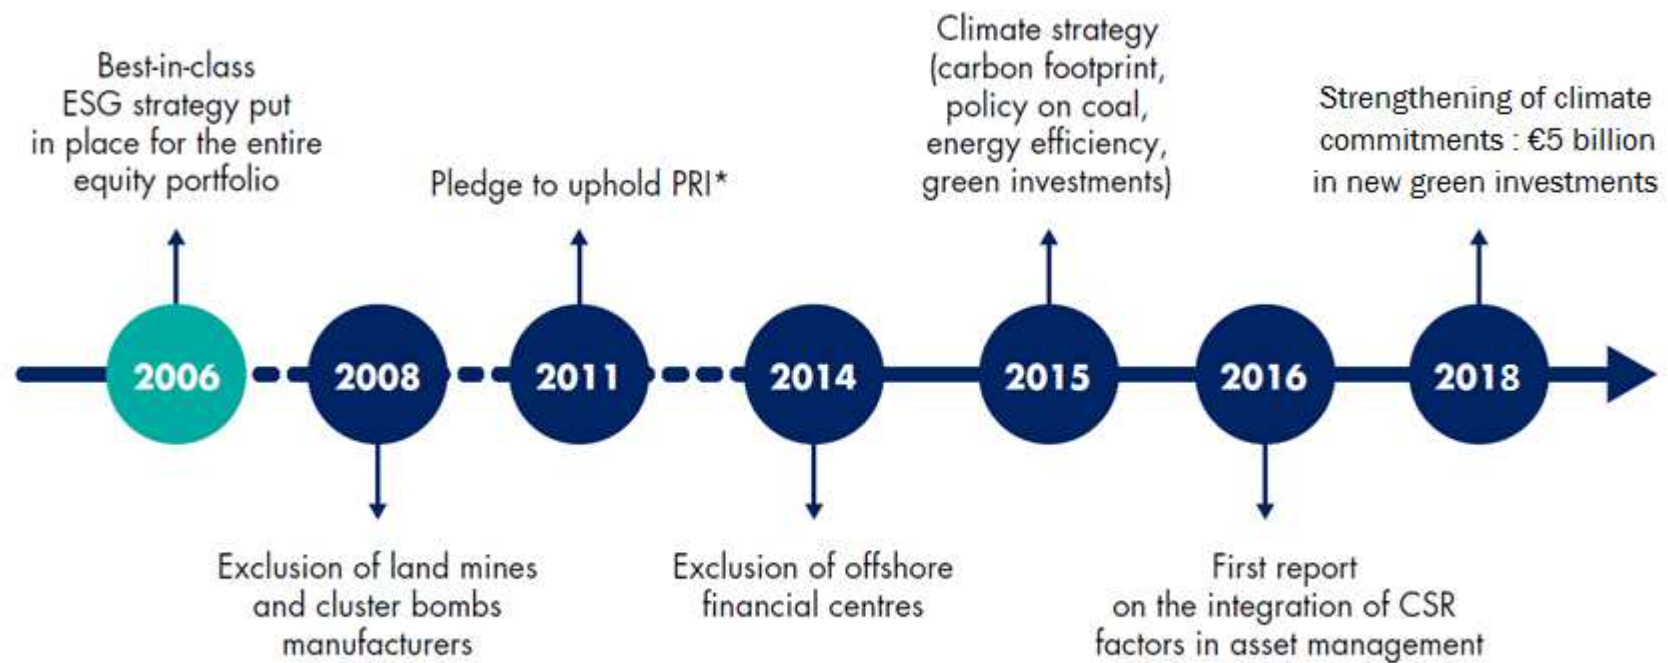 Best-in-class
ESG strategy put
in place for the entire
equity portfolio
Pledge to uphold PRI*
Climate strategy
(carbon footprint,
policy on coal,
energy efficiency,
green investments)
Strengthening of climate
commitments : €5 billion
in new green investments
2006
2008
2011
2014
2015
2016
2018
Exclusion of land mines
and cluster bombs
manufacturers
Exclusion of offshore
financial centres
First report
on the integration of CSR
factors in asset management